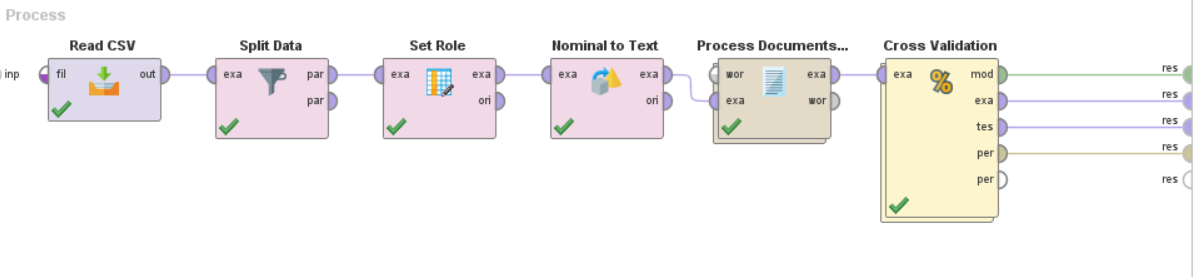 Process
Read CSV
Split Data
Set Role
Nominal to Text
Process Documents...
Cross Validation
inp
fil
out
exa
par
par
exa
exa
ori
exa
exa
ori
wor
exa
exa
wor
exa
mod
exa
tes
per
per
res
res
res
res
res